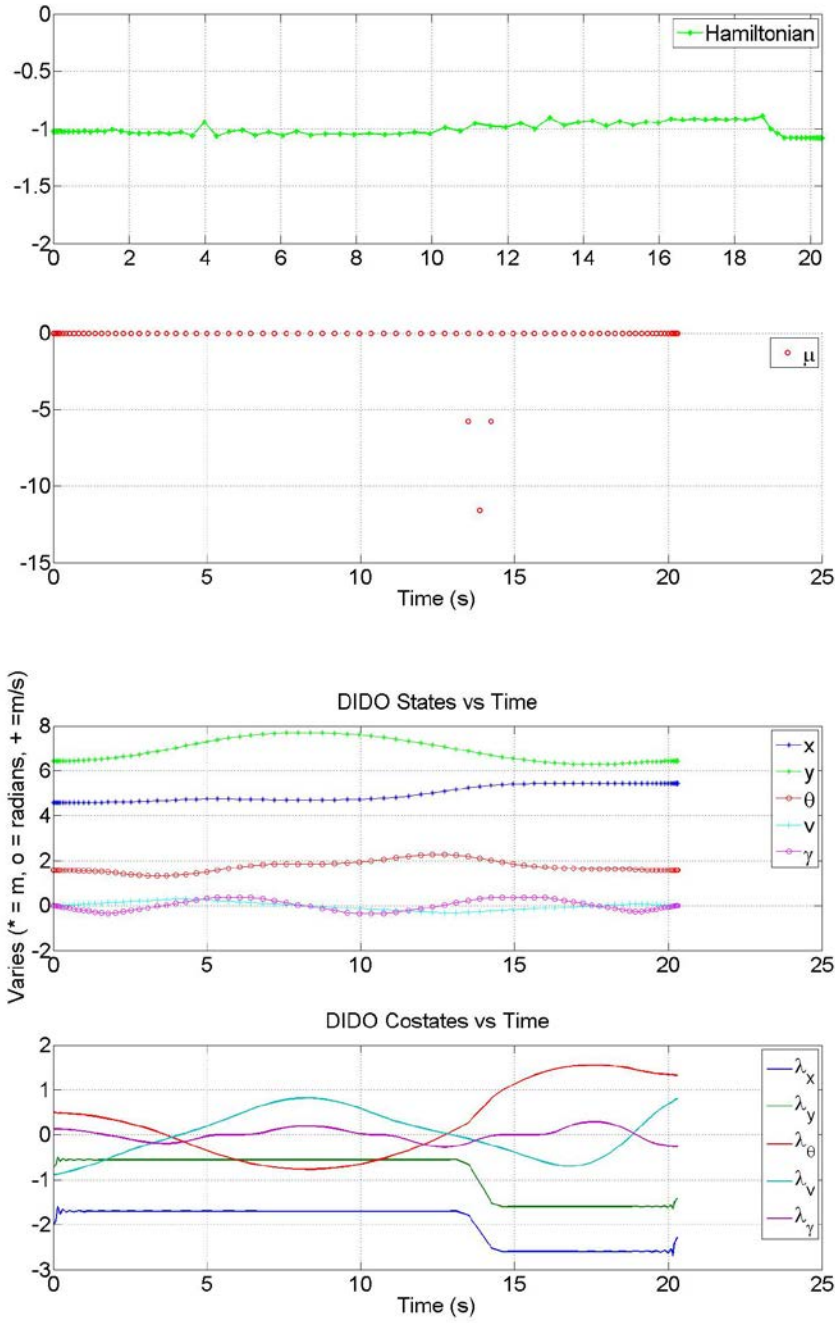 0
-0.5
-1
-1.5
-2
0 2 4 6 8 10 12 14 16 18 20
Hamiltonian
0
-5
-10
-15
0 5 10 15 20 25
μ
Time (s)
Varies (* = m, o = radians, + =m/s)
DIDO States vs Time
8
6
4
2
0
-2
0 5 10 15 20 25
x
y
θ
v
γ
DIDO Costates vs Time
2
1
0
-1
-2
-3
0 5 10 15 20 25
λx
λy
λθ
λv
λγ
Time (s)